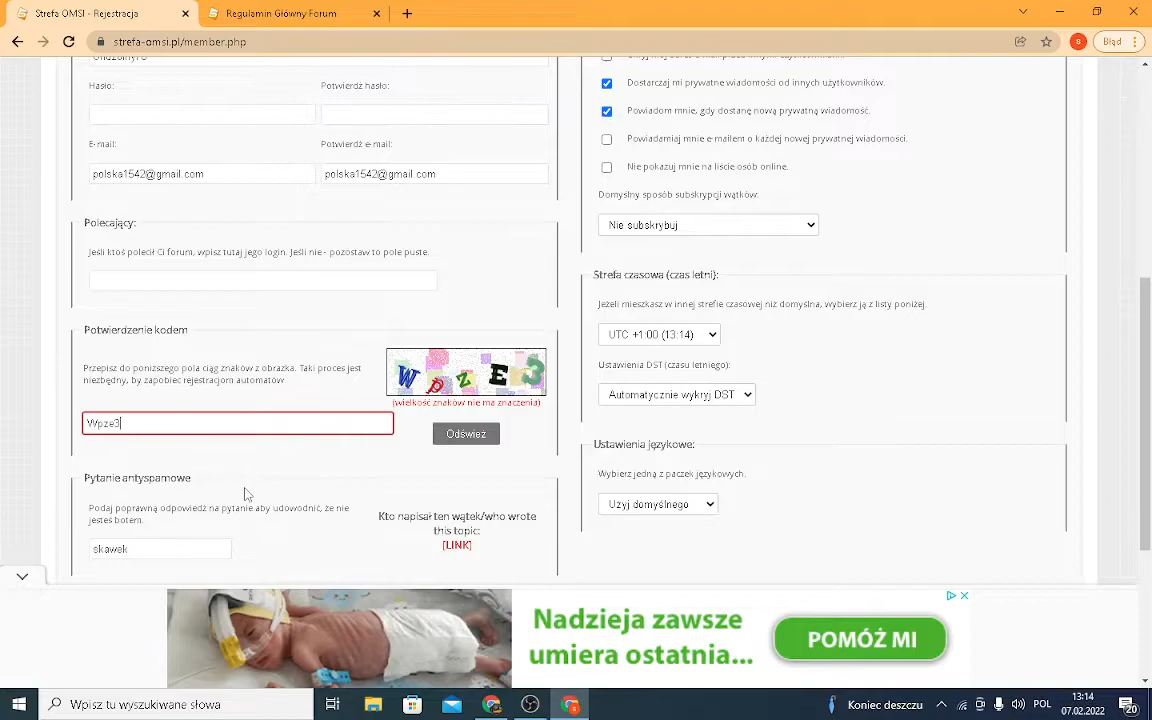 Strefa OMSI - Rejestracja
Regulamin Główny Forum
strefa-omsi.pl/member.php
8
Błąd
Hasło:
Potwierdź hasło:
E-mail:
Potwierdź e-mail:
polska1542@gmail.com
polska1542@gmail.com
Polecający:
Jeśli ktoś polecił Ci forum, wpisz tutaj jego login. Jeśli nie - pozostaw to pole puste.
Potwierdzenie kodem
Przepisz do poniższego pola ciąg znaków z obrazka. Taki proces jest
niezbędny, by zapobiec rejestracjom automatów
WpzE3
(wielkość znaków nie ma znaczenia)
Wpze3
Odśwież
Pytanie antyspamowe
Podaj poprawną odpowiedź na pytanie aby udowodnić, że nie
jesteś botem.
Kto napisał ten wątek/who wrote
this topic:
[LINK]
skawek
Dostarczaj mi prywatne wiadomości od innych użytkowników.
Powiadom mnie, gdy dostanę nową prywatną wiadomość.
Powiadamiaj mnie e-mailem o każdej nowej prywatnej wiadomości.
Nie pokazuj mnie na liście osób online.
Domyślny sposób subskrypcji wątków:
Nie subskrybuj
Strefa czasowa (czas letni):
Jeżeli mieszkasz w innej strefie czasowej niż domyślna, wybierz ją z listy poniżej.
UTC +1:00 (13:14)
Ustawienia DST (czasu letniego):
Automatycznie wykryj DST
Ustawienia językowe:
Wybierz jedną z paczek językowych.
Użyj domyślnego
Nadzieja zawsze
umiera ostatnia...
POMÓŻ MI
Wpisz tu wyszukiwane słowa
Koniec deszczu
POL
13:14
07.02.2022
20